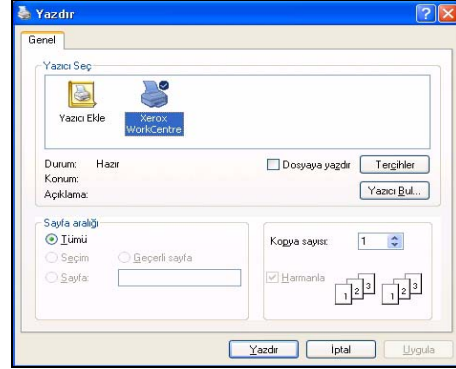 Yazdır
Genel
Yazıcı Seç
Yazıcı Ekle
Xerox
WorkCentre
Durum: Hazır
Konum:
Açıklama:
Dosyaya yazdır
Tercihler
Yazıcı Bul...
Sayfa aralığı
Tümü
Seçim
Geçerli sayfa
Sayfa:
Kopya sayısı: 1
Harmanla
1 2 3 1 2 3
Yazdır İptal Uygula